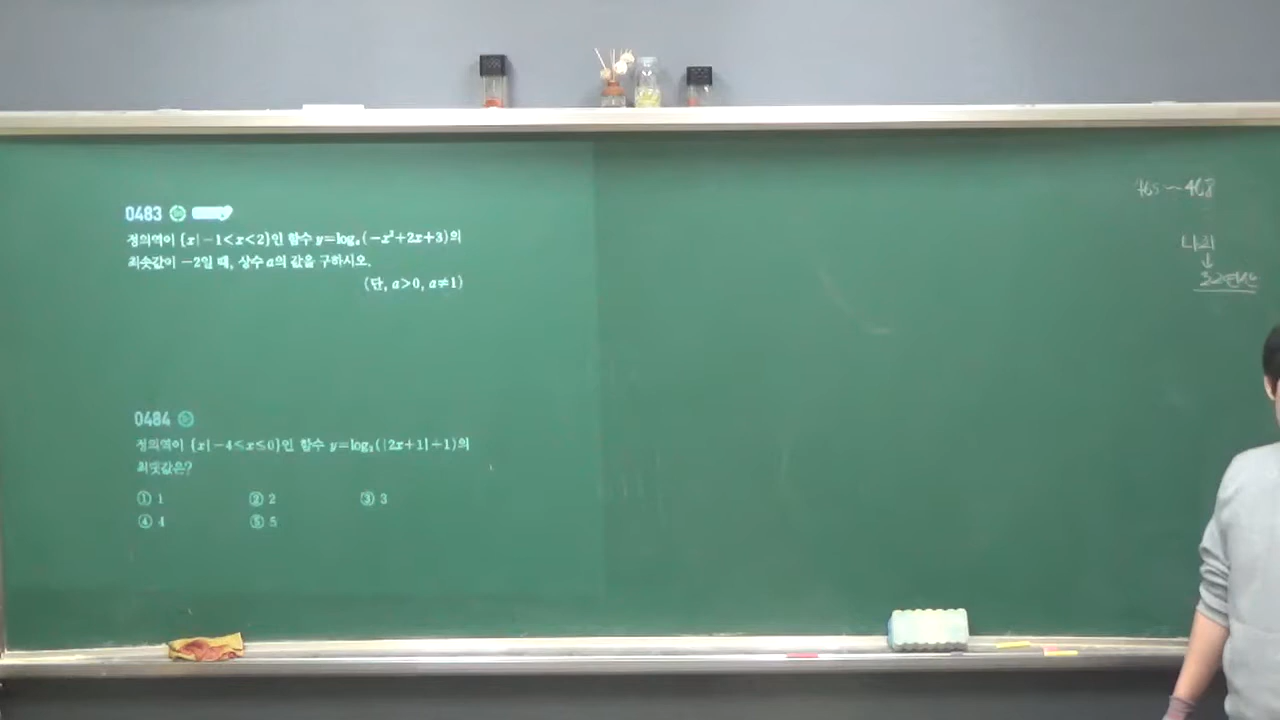 0483
정의역이 {x|-1<x<2}인 함수 y=logₐ(-x²+2x+3)의
최솟값이 -2일 때, 상수 a의 값을 구하시오.
(단, a>0, a≠1)
0484
정의역이 {x|-4≤x≤0}인 함수 y=log₂(|2x+1|+1)의
최댓값은?
① 1 ② 2 ③ 3
④ 4 ⑤ 5
465~468